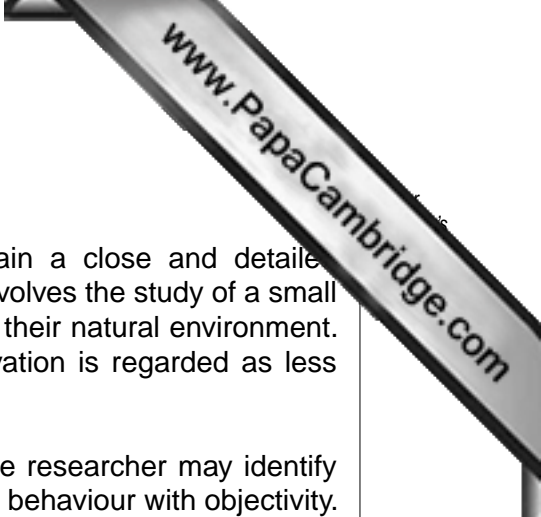 www.PapaCambridge.com
ain a close and detaile
volves the study of a small
their natural environment.
vation is regarded as less
e researcher may identify
behaviour with objectivity.